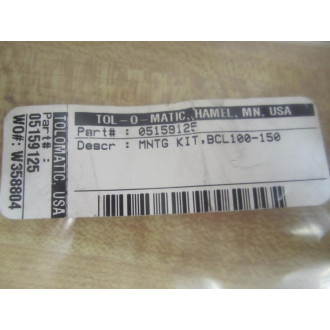 TOL-O-MATIC, HAMEL, MN, USA
Part# : 05159125
Descr : MNTG KIT,BCL100-150
TOLOMATIC, USA
Part#:
05159125
WO#: W358804